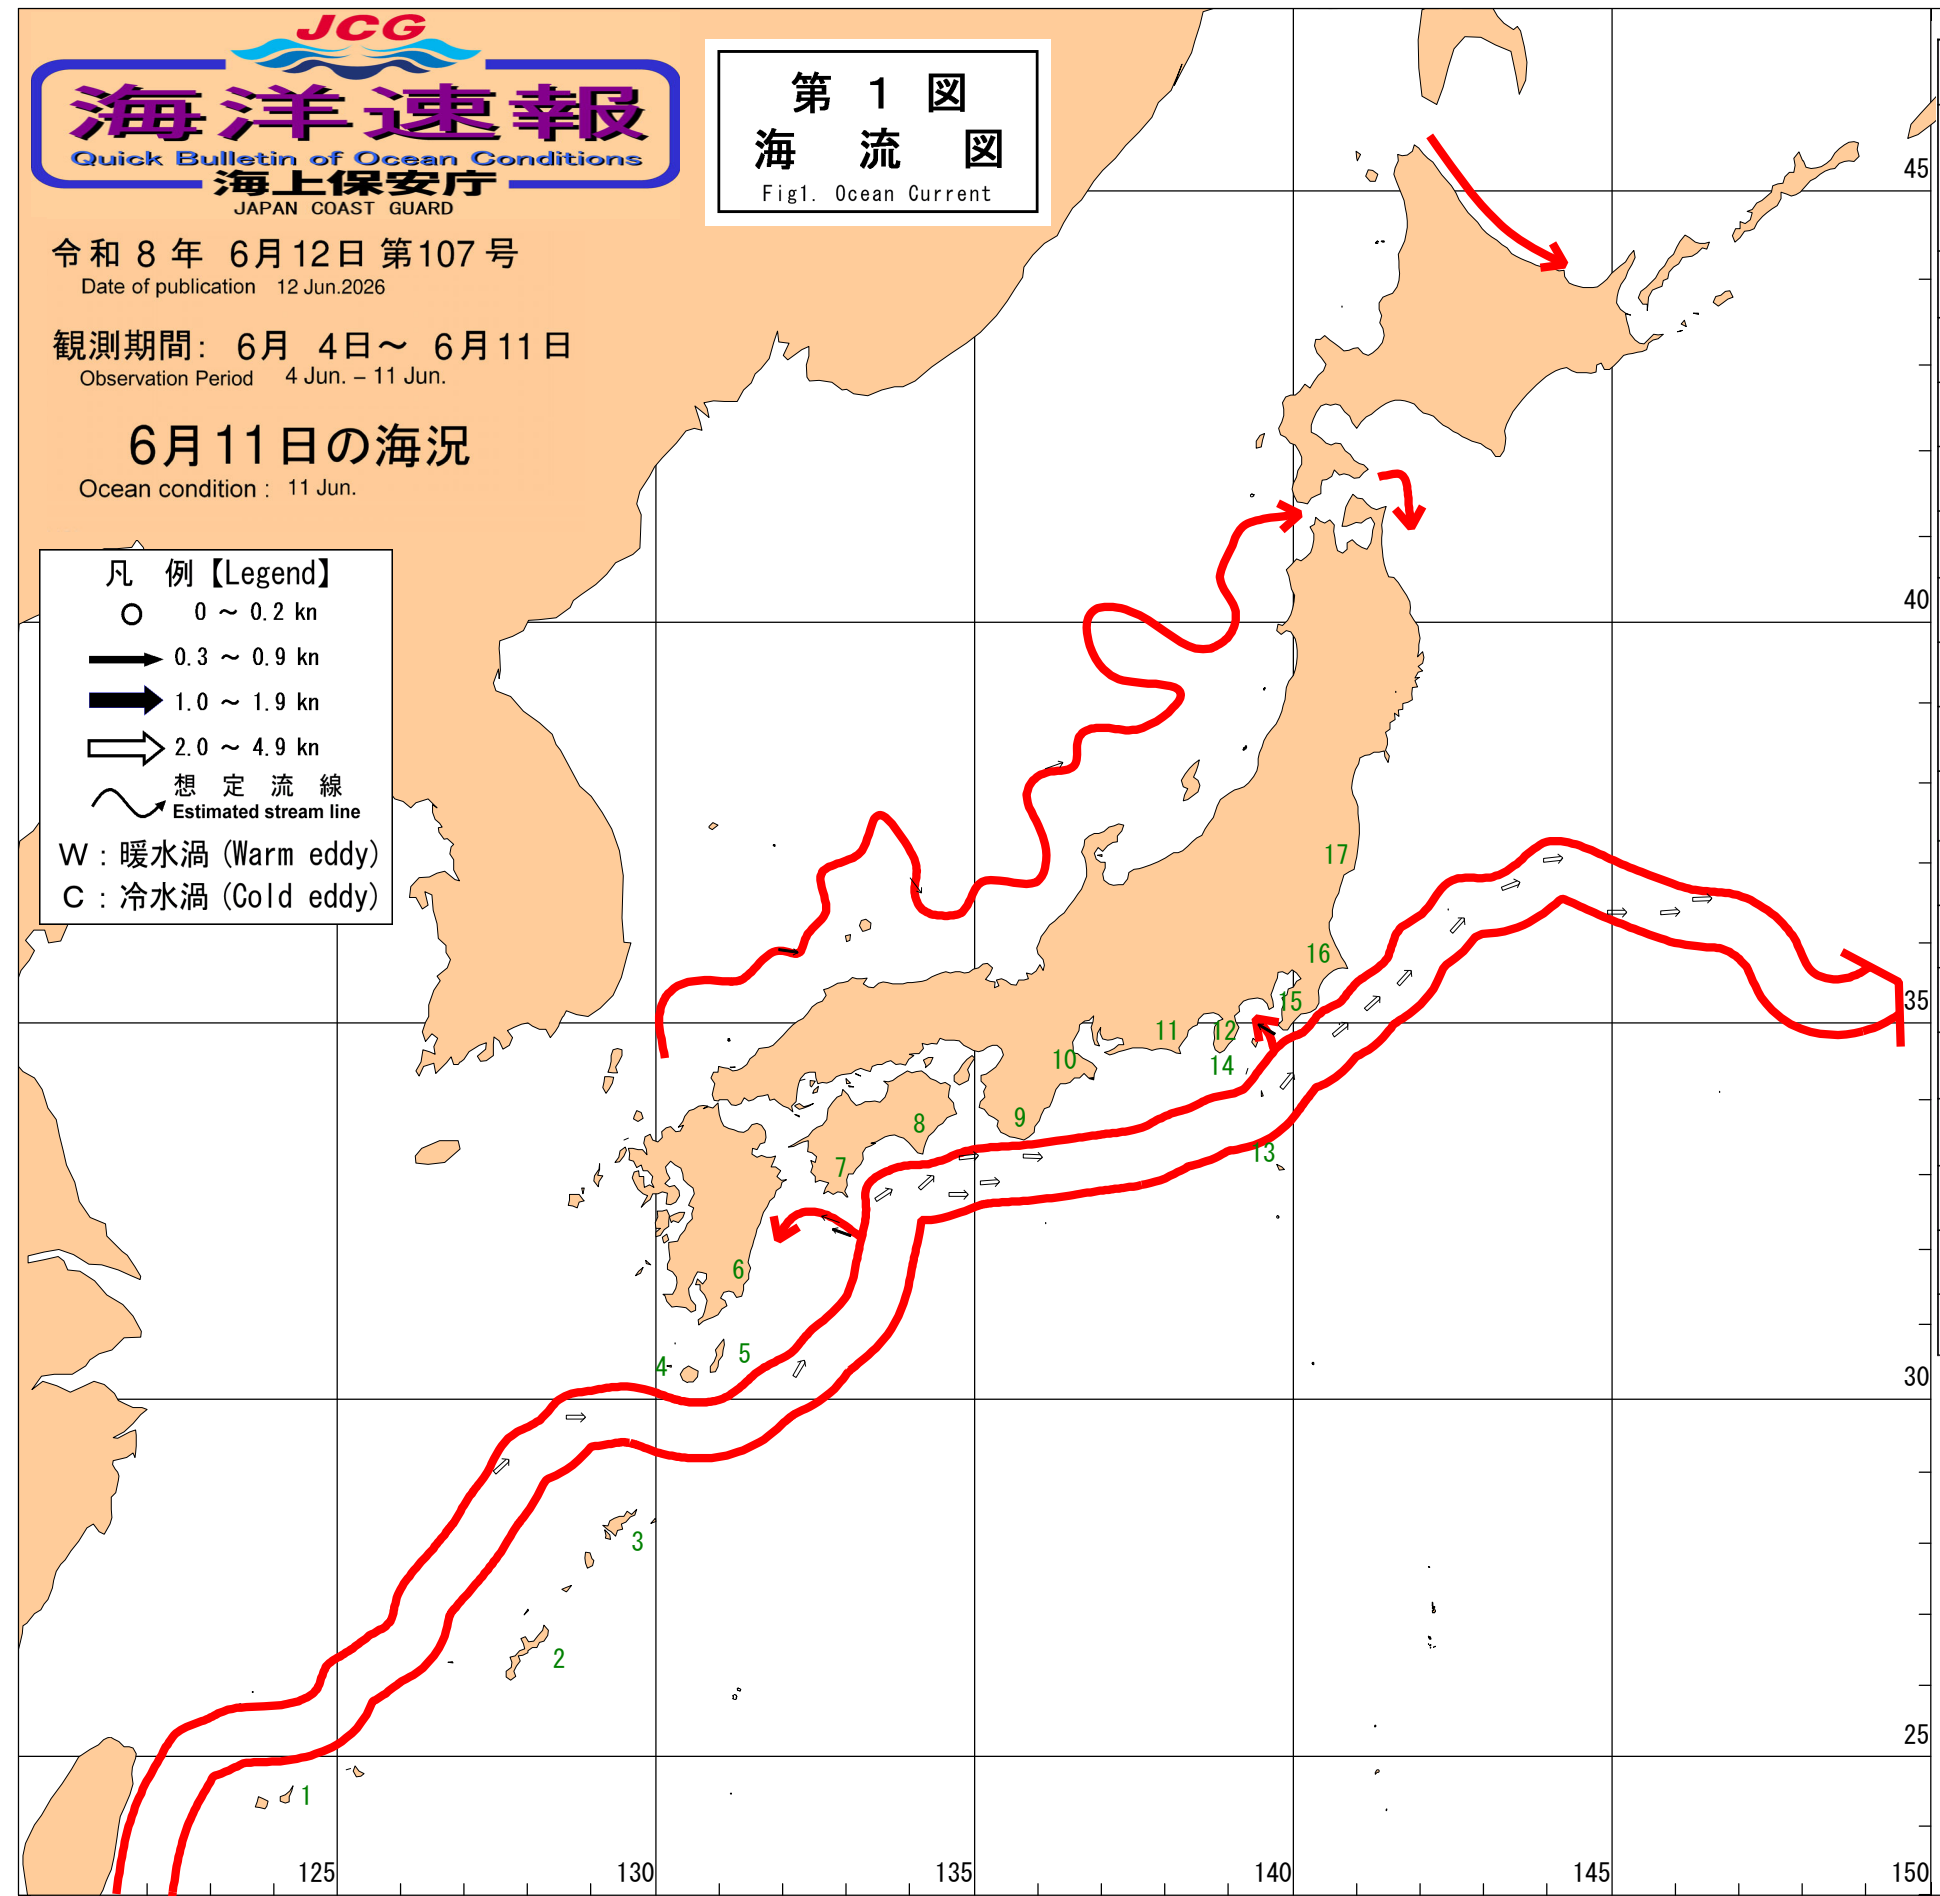 JCG
海洋速報
Quick Bulletin of Ocean Conditions
海上保安庁
JAPAN COAST GUARD
第 1 図
海 流 図
Fig1. Ocean Current
令和 8 年 6月12日 第107号
Date of publication 12 Jun.2026
観測期間: 6月 4日～ 6月11日
Observation Period 4 Jun. – 11 Jun.
6月11日の海況
Ocean condition : 11 Jun.
凡 例【Legend】
0 ～ 0.2 kn
0.3 ～ 0.9 kn
1.0 ～ 1.9 kn
2.0 ～ 4.9 kn
想 定 流 線
Estimated stream line
W : 暖水渦 (Warm eddy)
C : 冷水渦 (Cold eddy)
45
40
17
16
35
15
12
11
14
10
9
8
13
7
6
5
4
30
3
2
25
1
125
130
135
140
145
150